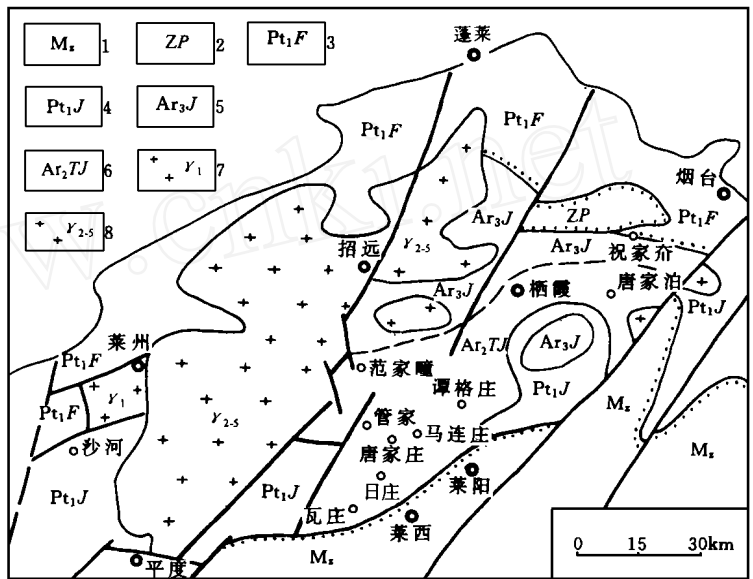 Mz 1 ZP 2 Pt₁F 3
Pt₁J 4 Ar₃J 5
Ar₂TJ 6 γ₁ 7
γ₂₋₅ 8
蓬莱
Pt₁F
Pt₁F
烟台
Pt₁F
ZP
Ar₃J
Ar₃J
祝家夼
招远
γ₂₋₅
Ar₃J
栖霞
唐家泊
Pt₁J
莱州
Pt₁F
Ar₂TJ
Ar₃J
范家疃
Pt₁J
谭格庄
Mz
Pt₁F
γ₁
γ₂₋₅
管家
马连庄
唐家庄
沙河
Mz
莱阳
日庄
Pt₁J
Pt₁J
瓦庄
莱西
Mz
平度
0 15 30km
www.cnki.net